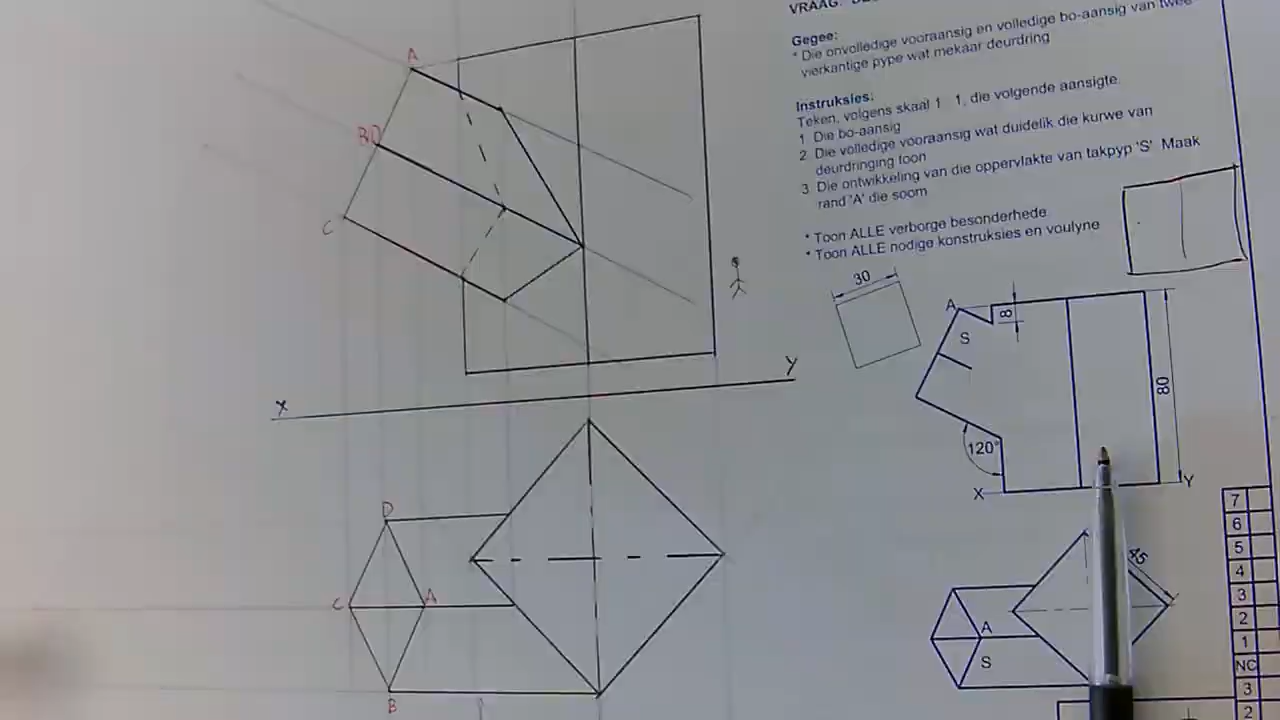 VRAAG:
Gegee:
* Die onvolledige vooraansig en volledige bo-aansig van twee
vierkantige pype wat mekaar deurdring
Instruksies:
Teken, volgens skaal 1 1, die volgende aansigte.
1 Die bo-aansig
2 Die volledige vooraansig wat duidelik die kurwe van
deurdringing toon
3 Die ontwikkeling van die oppervlakte van takpyp 'S' Maak
rand 'A' die soom
* Toon ALLE verborge besonderhede
* Toon ALLE nodige konstruksies en voulyne
A
BD
C
X
Y
D
C
A
B
30
A
8
S
80
120°
X
Y
45
A
S
7
6
5
4
3
2
1
NC
3
2